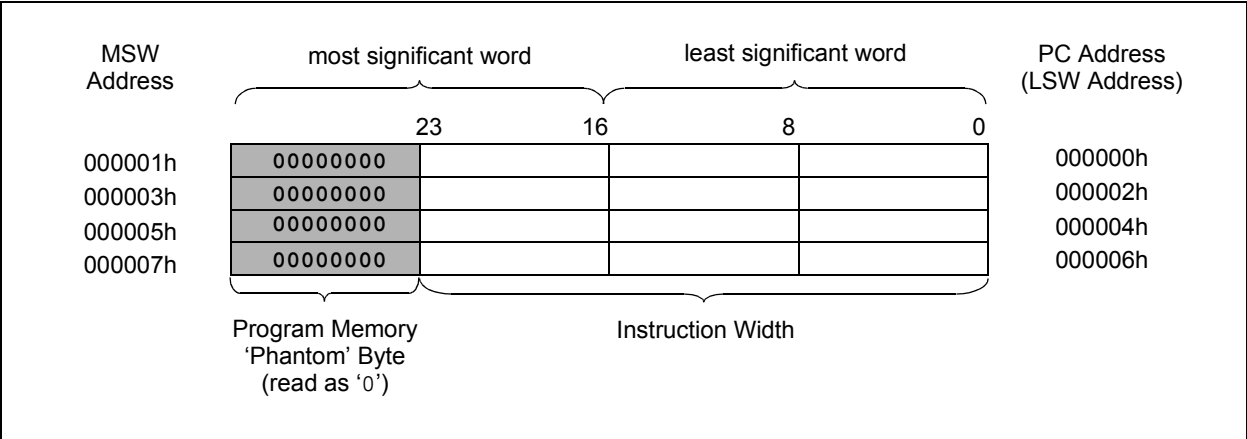 MSW
Address
most significant word
least significant word
PC Address
(LSW Address)
23 16 8 0
000001h 00000000 000000h
000003h 00000000 000002h
000005h 00000000 000004h
000007h 00000000 000006h
Program Memory
‘Phantom’ Byte
(read as ‘0’)
Instruction Width